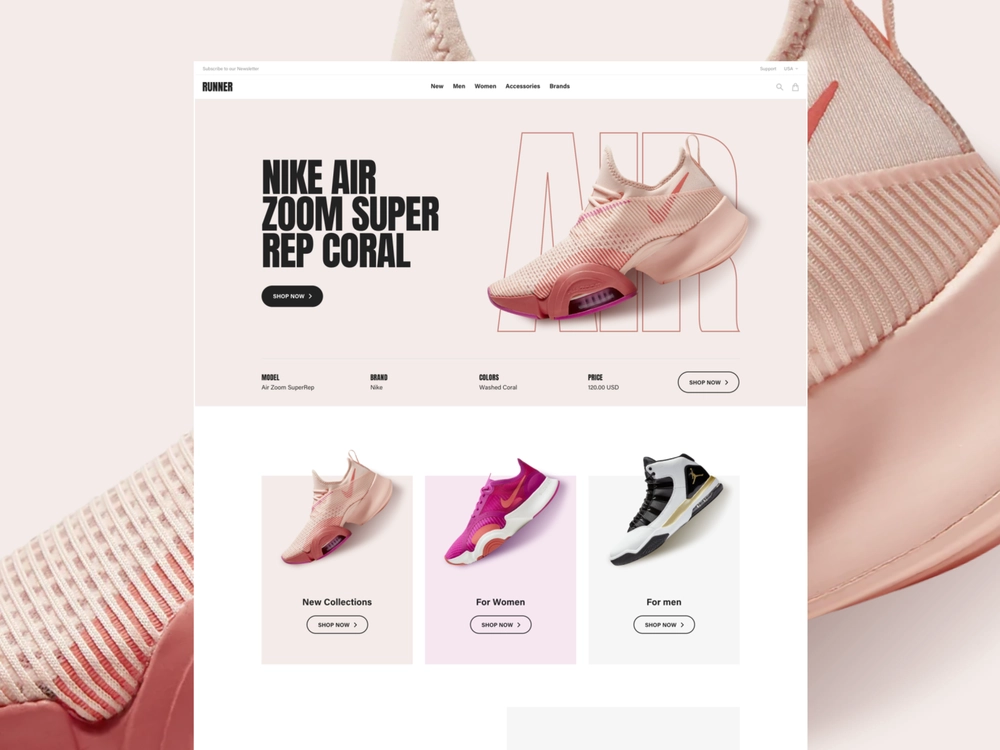 Subscribe to our Newsletter
Support USA
RUNNER
New Men Women Accessories Brands
AIR
NIKE AIR
ZOOM SUPER
REP CORAL
SHOP NOW
MODEL BRAND COLORS PRICE
Air Zoom SuperRep Nike Washed Coral 120.00 USD
SHOP NOW
New Collections For Women For men
SHOP NOW SHOP NOW SHOP NOW